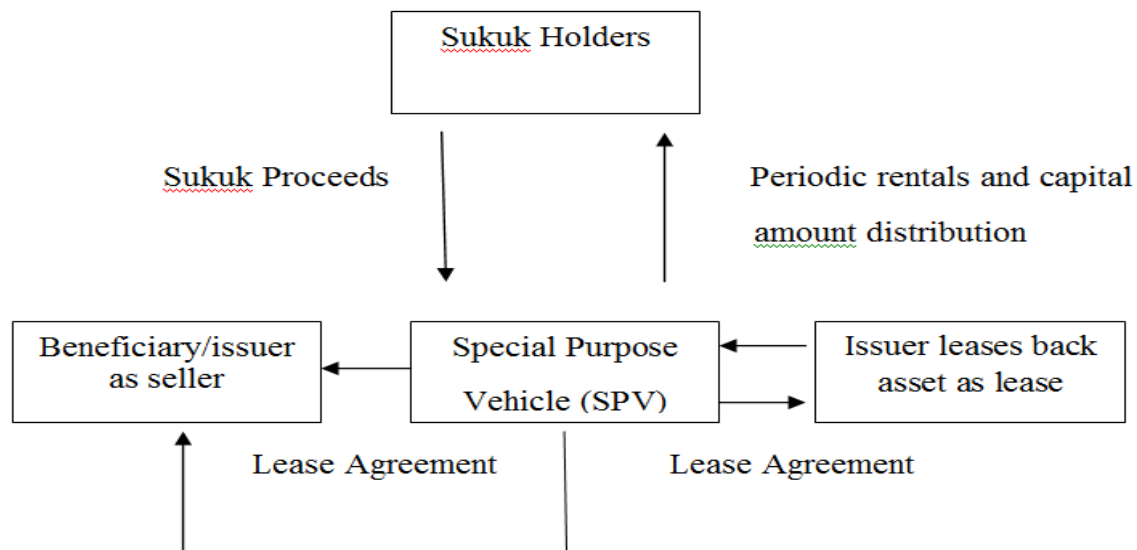 Sukuk Holders
Sukuk Proceeds
Periodic rentals and capital
amount distribution
Beneficiary/issuer
as seller
Special Purpose
Vehicle (SPV)
Issuer leases back
asset as lease
Lease Agreement
Lease Agreement